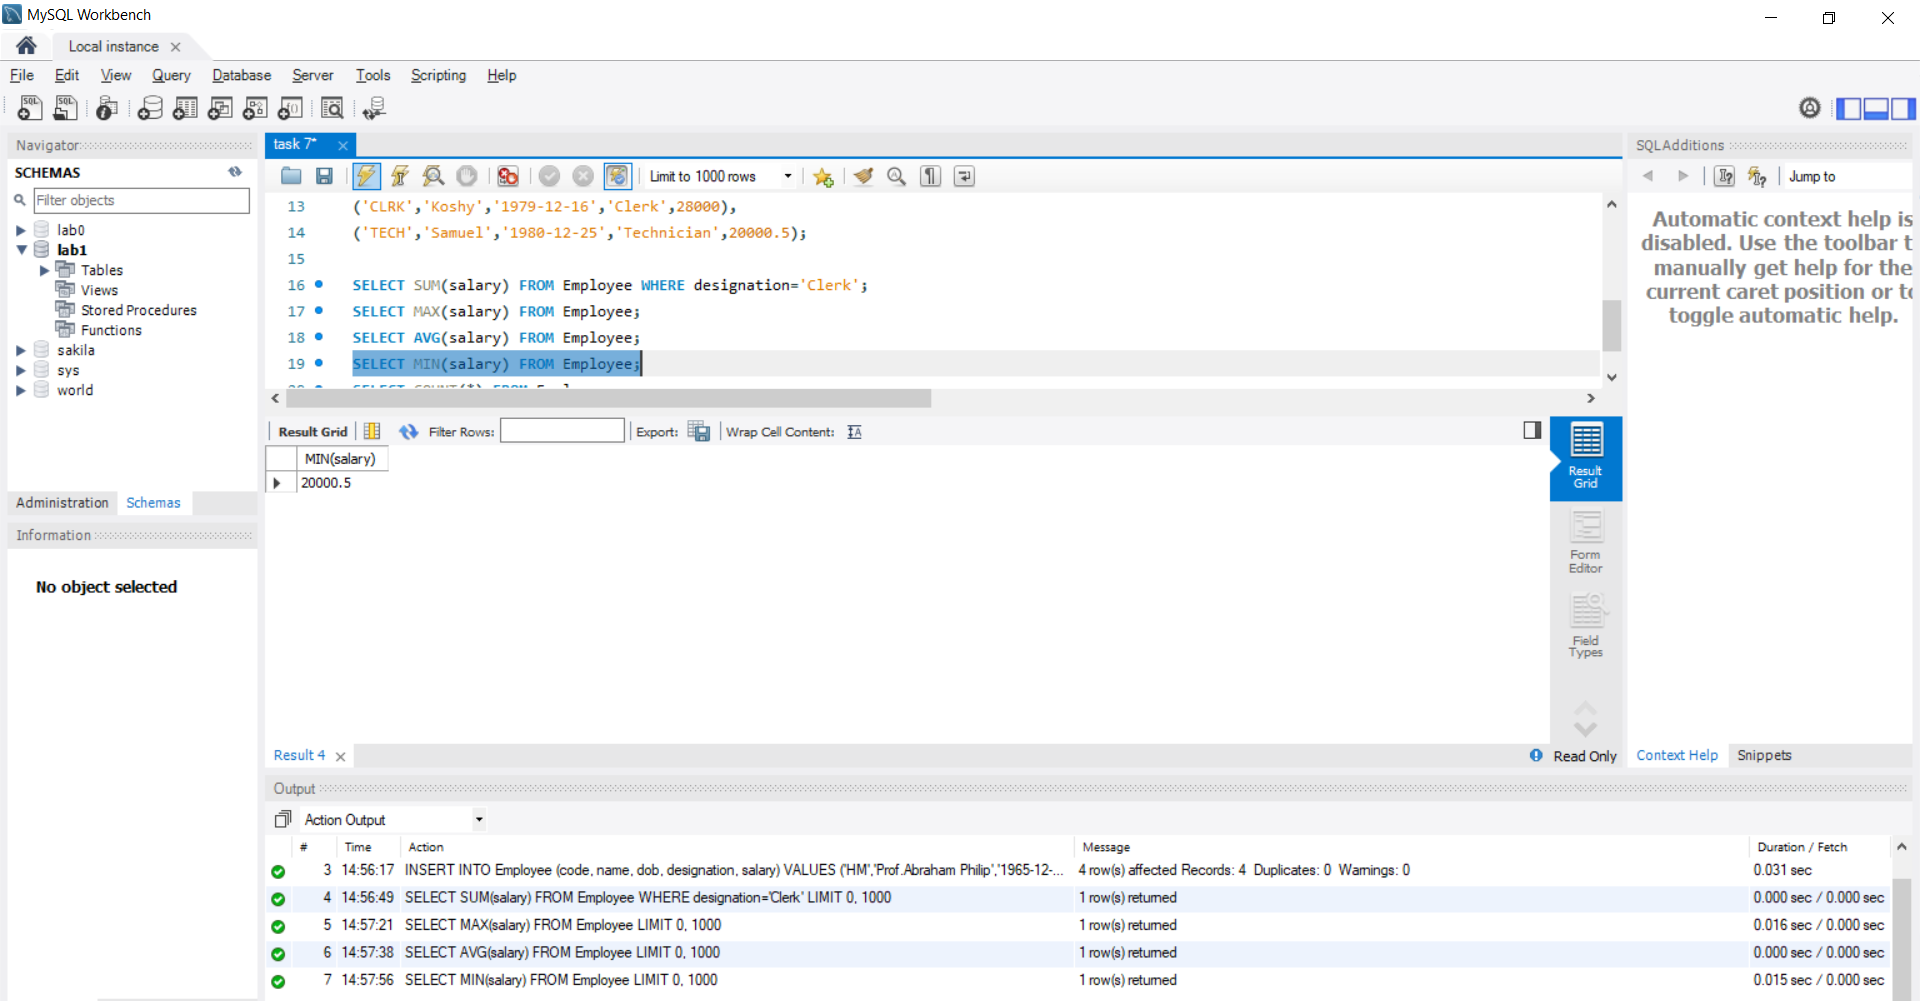 MySQL Workbench
Local instance
File Edit View Query Database Server Tools Scripting Help
Navigator
SCHEMAS
Filter objects
lab0
lab1
Tables
Views
Stored Procedures
Functions
sakila
sys
world
Administration Schemas
Information
No object selected
task 7*
Limit to 1000 rows
13 ('CLRK','Koshy','1979-12-16','Clerk',28000),
14 ('TECH','Samuel','1980-12-25','Technician',20000.5);
15
16 SELECT SUM(salary) FROM Employee WHERE designation='Clerk';
17 SELECT MAX(salary) FROM Employee;
18 SELECT AVG(salary) FROM Employee;
19 SELECT MIN(salary) FROM Employee;
Result Grid Filter Rows: Export: Wrap Cell Content:
MIN(salary)
20000.5
Result Grid
Form Editor
Field Types
Result 4
Read Only
SQLAdditions
Jump to
Automatic context help is
disabled. Use the toolbar t
manually get help for the
current caret position or to
toggle automatic help.
Context Help Snippets
Output
Action Output
# Time Action Message Duration / Fetch
3 14:56:17 INSERT INTO Employee (code, name, dob, designation, salary) VALUES ('HM','Prof.Abraham Philip','1965-12-... 4 row(s) affected Records: 4 Duplicates: 0 Warnings: 0 0.031 sec
4 14:56:49 SELECT SUM(salary) FROM Employee WHERE designation='Clerk' LIMIT 0, 1000 1 row(s) returned 0.000 sec / 0.000 sec
5 14:57:21 SELECT MAX(salary) FROM Employee LIMIT 0, 1000 1 row(s) returned 0.016 sec / 0.000 sec
6 14:57:38 SELECT AVG(salary) FROM Employee LIMIT 0, 1000 1 row(s) returned 0.000 sec / 0.000 sec
7 14:57:56 SELECT MIN(salary) FROM Employee LIMIT 0, 1000 1 row(s) returned 0.015 sec / 0.000 sec